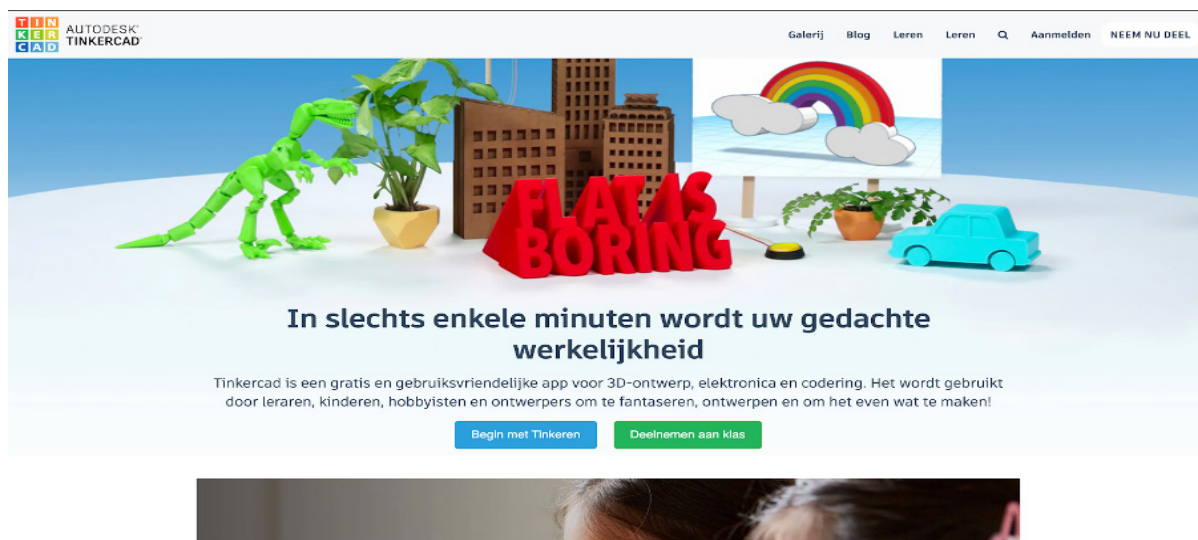 TIN
KER
CAD
AUTODESK®
TINKERCAD®
Galerij Blog Leren Leren Aanmelden NEEM NU DEEL
FLAT IS
BORING
In slechts enkele minuten wordt uw gedachte
werkelijkheid
Tinkercad is een gratis en gebruiksvriendelijke app voor 3D-ontwerp, elektronica en codering. Het wordt gebruikt
door leraren, kinderen, hobbyisten en ontwerpers om te fantaseren, ontwerpen en om het even wat te maken!
Begin met Tinkeren Deelnemen aan klas